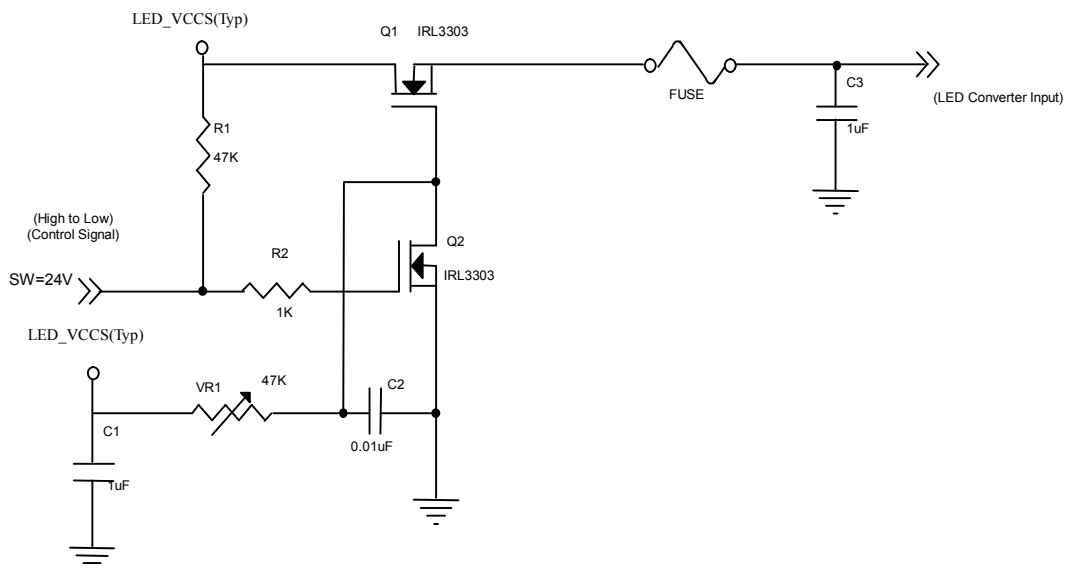 LED_VCCS(Typ)
Q1 IRL3303
FUSE
C3
(LED Converter Input)
1uF
R1
47K
(High to Low)
(Control Signal)
SW=24V
R2
1K
Q2
IRL3303
LED_VCCS(Typ)
VR1
47K
C2
0.01uF
C1
1uF